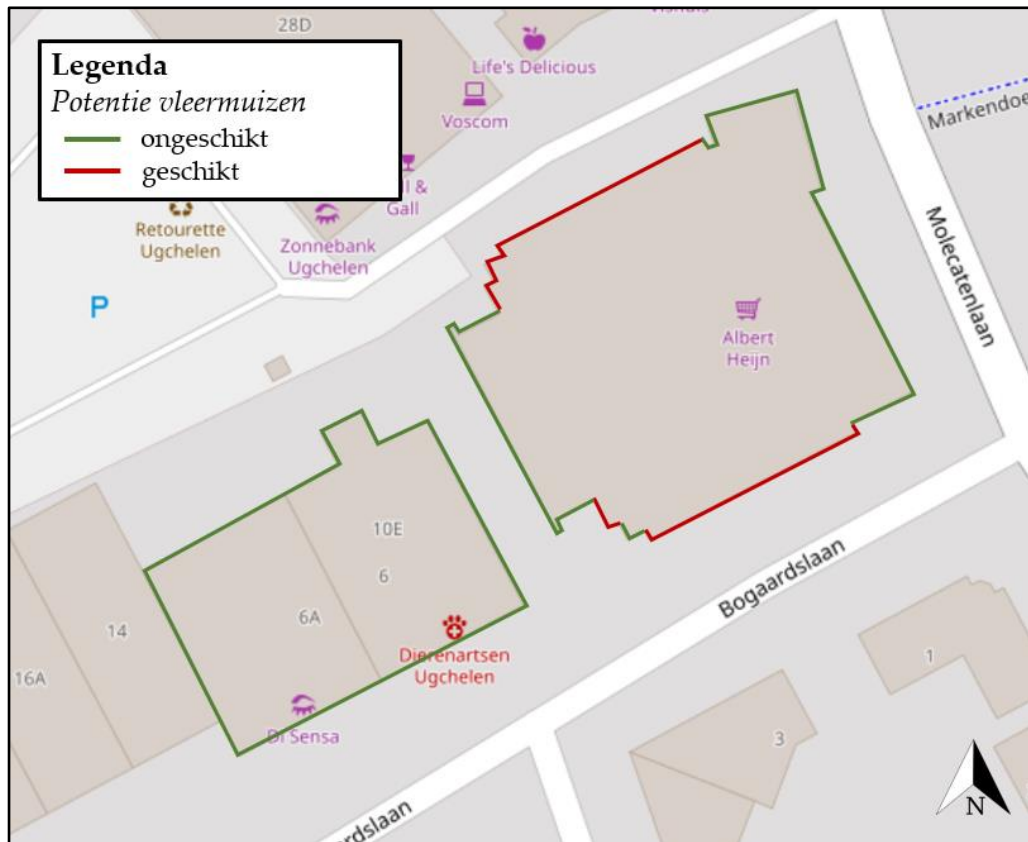 28D
Legenda
Potentie vleermuizen
ongeschikt
geschikt
Life's Delicious
Voscom
Gall
Retourette
Ugchelen
Zonnebank
Ugchelen
P
Markendoe
Molecatenlaan
Albert
Heijn
10E
6
6A
14
16A
Dierenartsen
Ugchelen
Di Sensa
Bogaardslaan
1
3
ardslaan
N